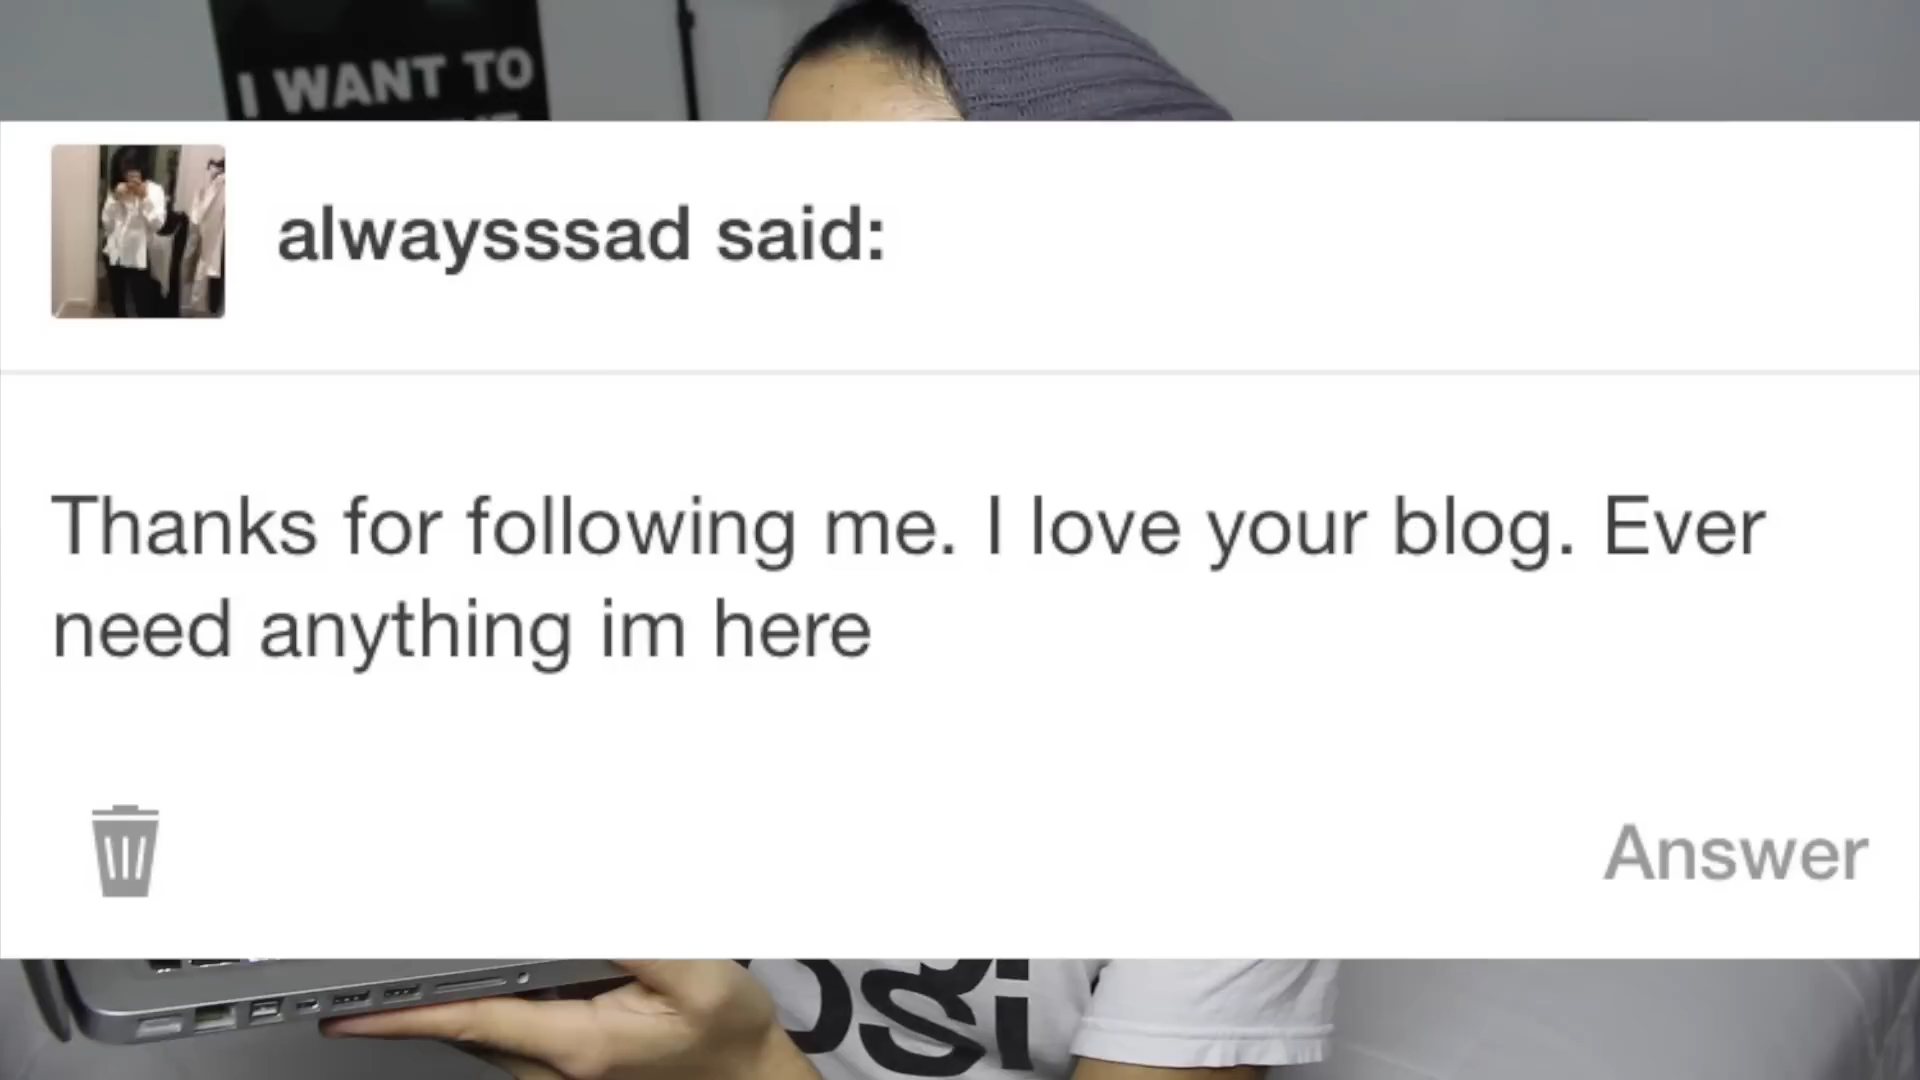 I WANT TO
alwaysssad said:
Thanks for following me. I love your blog. Ever
need anything im here
Answer